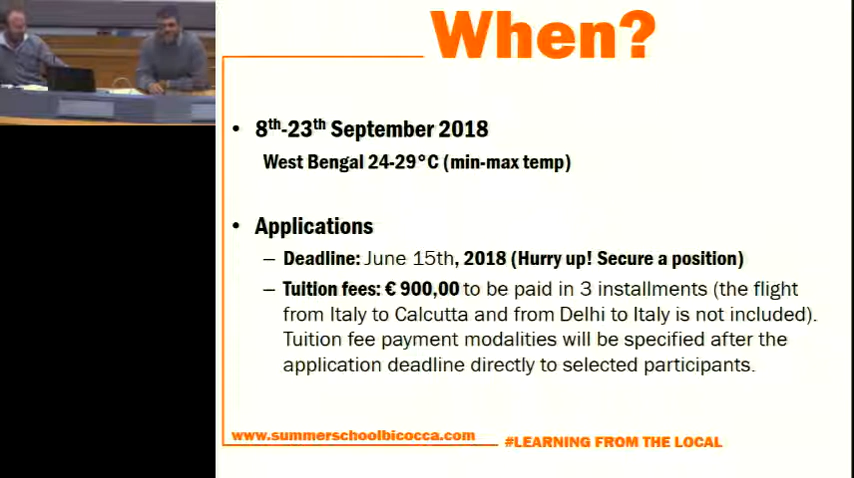 When?
• 8th-23th September 2018
West Bengal 24-29°C (min-max temp)
• Applications
– Deadline: June 15th, 2018 (Hurry up! Secure a position)
– Tuition fees: € 900,00 to be paid in 3 installments (the flight
from Italy to Calcutta and from Delhi to Italy is not included).
Tuition fee payment modalities will be specified after the
application deadline directly to selected participants.
www.summerschoolbicocca.com
#LEARNING FROM THE LOCAL